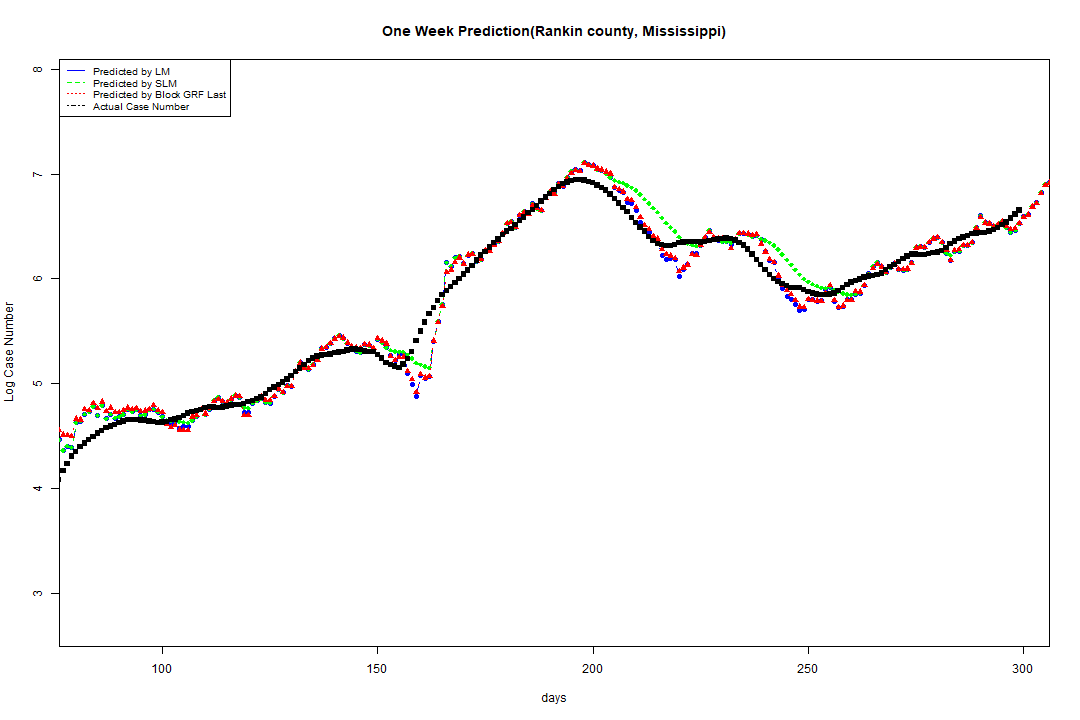 One Week Prediction(Rankin county, Mississippi)
Predicted by LM
Predicted by SLM
Predicted by Block GRF Last
Actual Case Number
8
7
6
5
4
3
Log Case Number
100 150 200 250 300
days